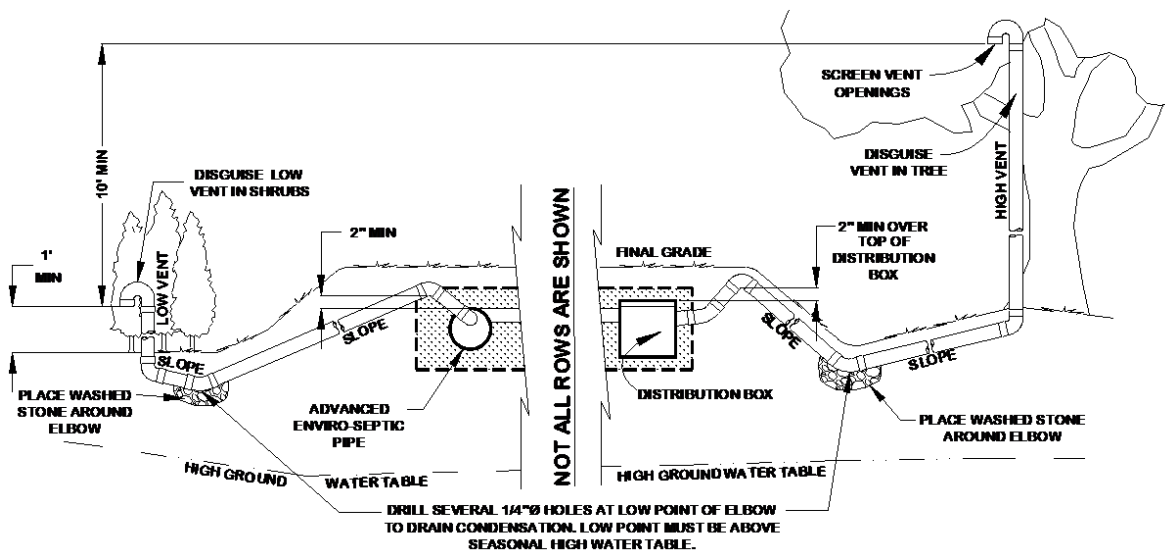 SCREEN VENT
OPENINGS
10' MIN
DISGUISE LOW
VENT IN SHRUBS
DISGUISE
VENT IN TREE
HIGH VENT
1'
MIN
2" MIN
NOT ALL ROWS ARE SHOWN
FINAL GRADE
2" MIN OVER
TOP OF
DISTRIBUTION
BOX
LOW VENT
SLOPE
SLOPE
SLOPE
SLOPE
PLACE WASHED
STONE AROUND
ELBOW
ADVANCED
ENVIRO-SEPTIC
PIPE
DISTRIBUTION BOX
PLACE WASHED STONE
AROUND ELBOW
HIGH GROUND WATER TABLE
HIGH GROUND WATER TABLE
DRILL SEVERAL 1/4"Ø HOLES AT LOW POINT OF ELBOW
TO DRAIN CONDENSATION. LOW POINT MUST BE ABOVE
SEASONAL HIGH WATER TABLE.